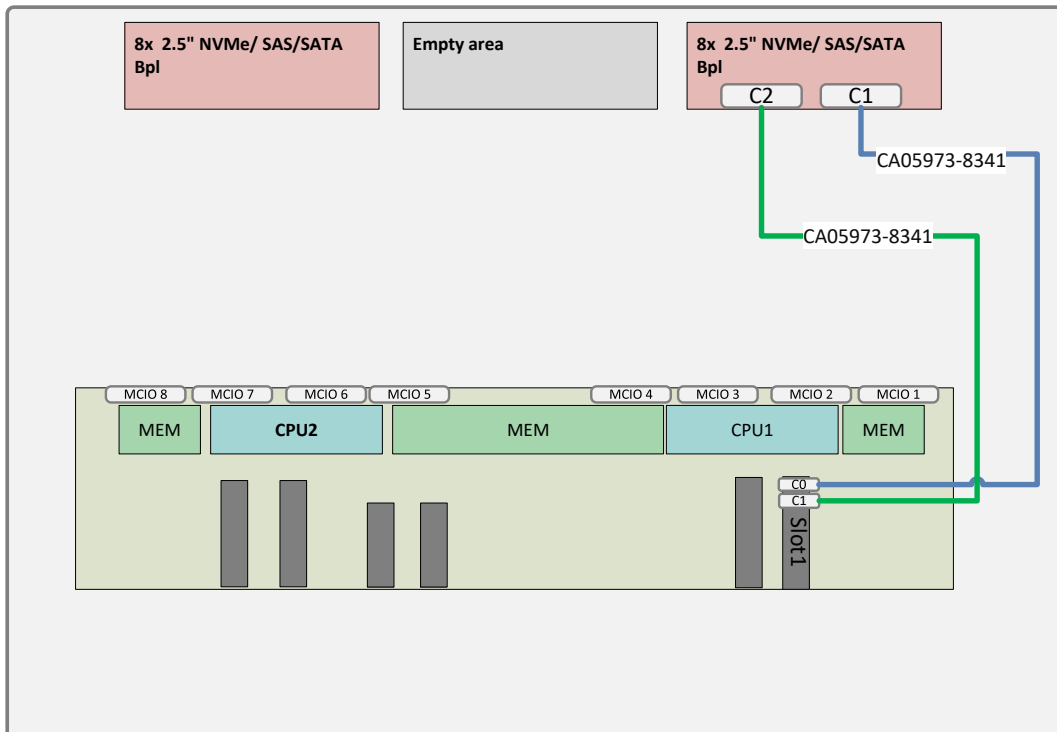 8x 2.5" NVMe/ SAS/SATA
Bpl
Empty area
8x 2.5" NVMe/ SAS/SATA
Bpl
C2
C1
CA05973-8341
CA05973-8341
MCIO 8
MCIO 7
MCIO 6
MCIO 5
MCIO 4
MCIO 3
MCIO 2
MCIO 1
MEM
CPU2
MEM
CPU1
MEM
C0
C1
Slot1